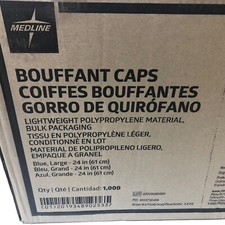 MEDLINE
BOUFFANT CAPS
COIFFES BOUFFANTES
GORRO DE QUIRÓFANO
LIGHTWEIGHT POLYPROPYLENE MATERIAL,
BULK PACKAGING
TISSU EN POLYPROPYLÈNE LÉGER,
CONDITIONNÉ EN LOT
MATERIAL DE POLIPROPILENO LIGERO,
EMPAQUE A GRANEL
Blue, Large - 24 in (61 cm)
Bleu, Grand - 24 in (61 cm)
Azul, Grande - 24 in (61 cm)
Qty | Qté | Cantidad: 1,000